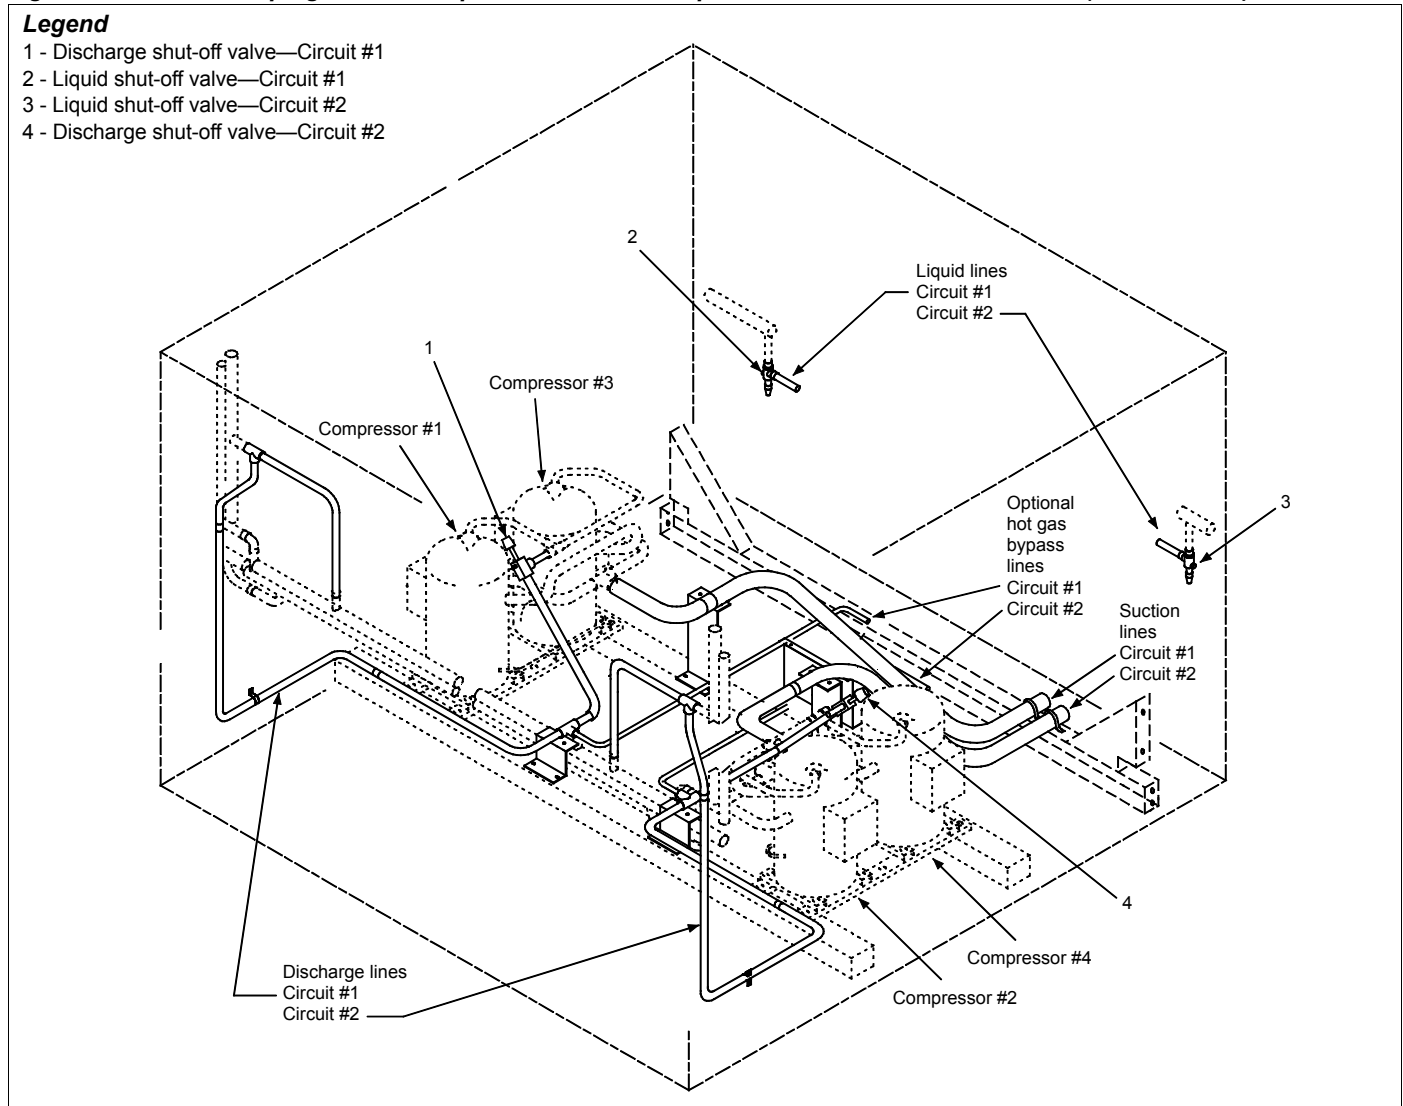 Legend
1 - Discharge shut-off valve—Circuit #1
2 - Liquid shut-off valve—Circuit #1
3 - Liquid shut-off valve—Circuit #2
4 - Discharge shut-off valve—Circuit #2
2
Liquid lines
Circuit #1
Circuit #2
1
Compressor #3
Compressor #1
Optional
hot gas
bypass
lines
Circuit #1
Circuit #2
3
Suction
lines
Circuit #1
Circuit #2
4
Compressor #4
Compressor #2
Discharge lines
Circuit #1
Circuit #2